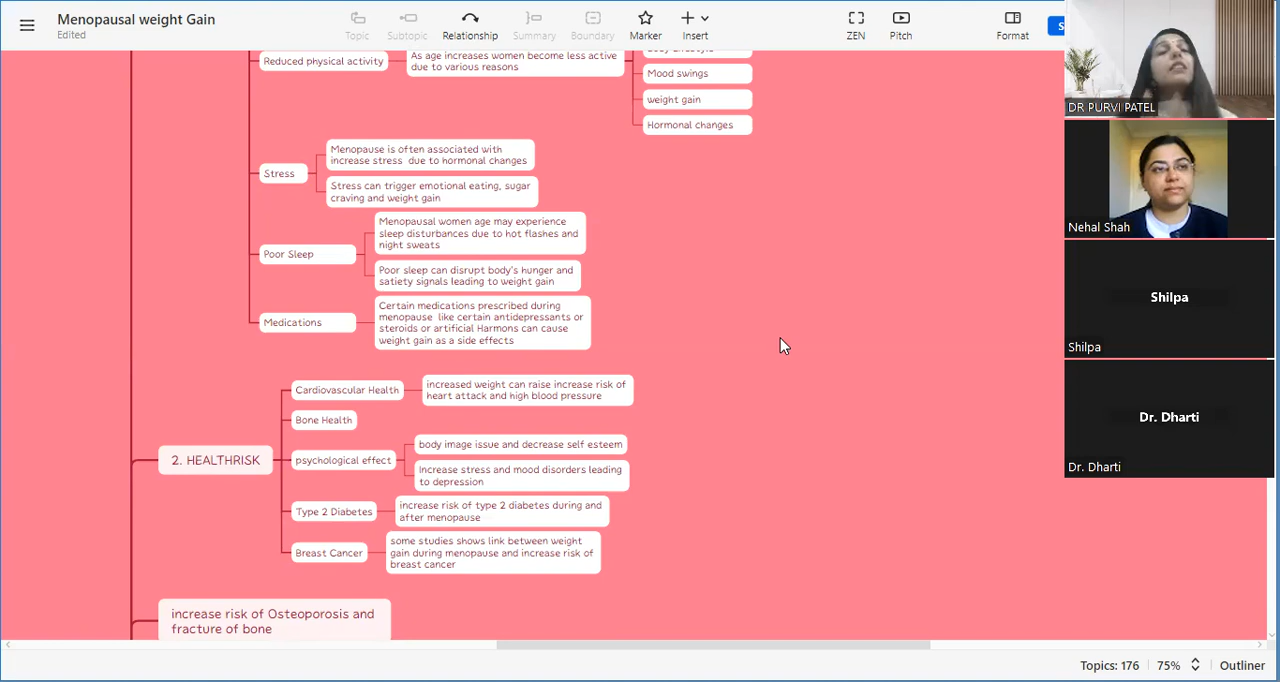 Menopausal weight Gain
Edited
Topic
Subtopic
Relationship
Summary
Boundary
Marker
Insert
ZEN
Pitch
Format
S
Reduced physical activity
As age increases women become less active
due to various reasons
Body Lifestyle
Mood swings
weight gain
Hormonal changes
Stress
Menopause is often associated with
increase stress due to hormonal changes
Stress can trigger emotional eating, sugar
craving and weight gain
Poor Sleep
Menopausal women age may experience
sleep disturbances due to hot flashes and
night sweats
Poor sleep can disrupt body's hunger and
satiety signals leading to weight gain
Medications
Certain medications prescribed during
menopause like certain antidepressants or
steroids or artificial Harmons can cause
weight gain as a side effects
2. HEALTHRISK
Cardiovascular Health
increased weight can raise increase risk of
heart attack and high blood pressure
Bone Health
psychological effect
body image issue and decrease self esteem
Increase stress and mood disorders leading
to depression
Type 2 Diabetes
increase risk of type 2 diabetes during and
after menopause
Breast Cancer
some studies shows link between weight
gain during menopause and increase risk of
breast cancer
increase risk of Osteoporosis and
fracture of bone
DR PURVI PATEL
Nehal Shah
Shilpa
Shilpa
Dr. Dharti
Dr. Dharti
Topics: 176
75%
Outliner